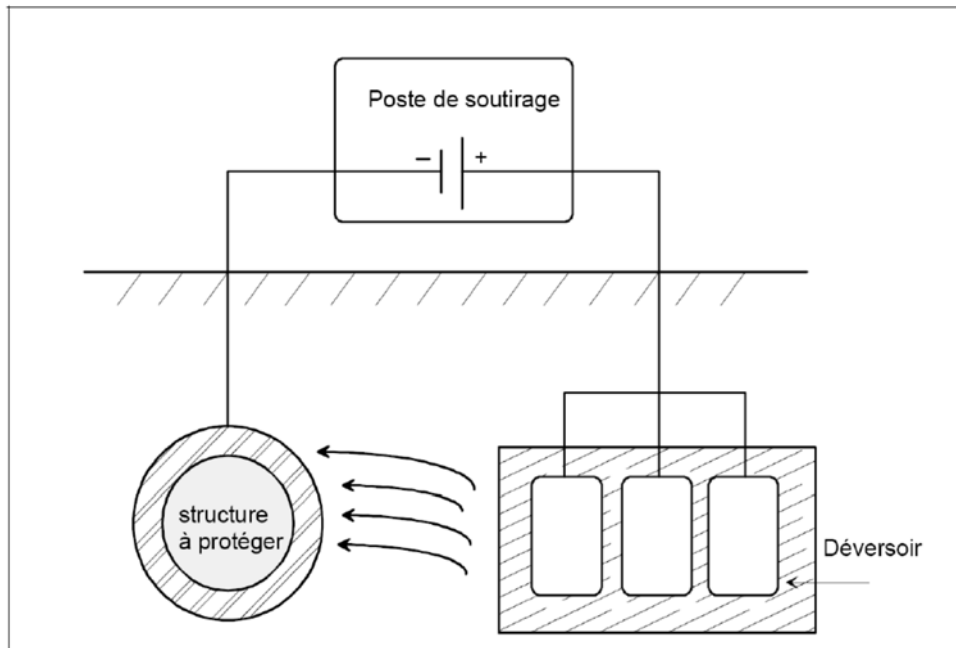 Poste de soutirage
− +
structure
à protéger
Déversoir